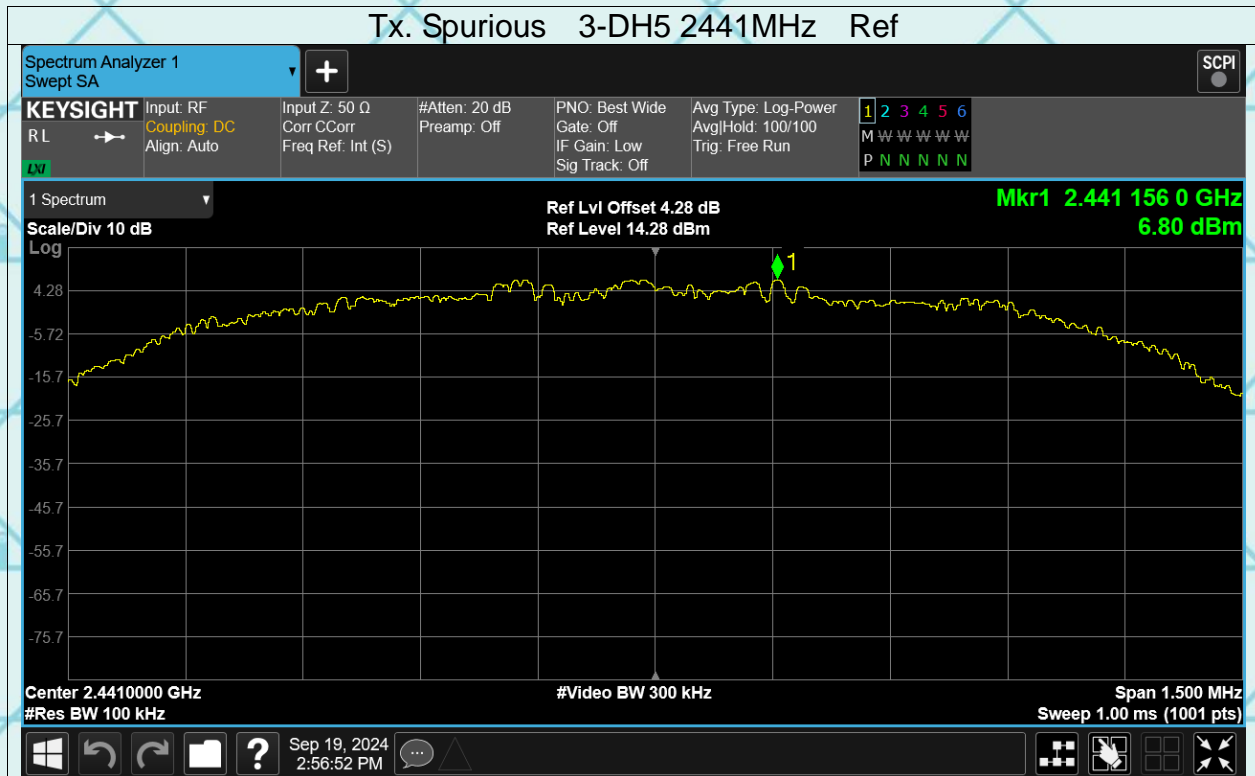 Tx. Spurious 3-DH5 2441MHz Ref
Spectrum Analyzer 1
Swept SA
+
SCPI
KEYSIGHT
R L
LXI
Input: RF
Coupling: DC
Align: Auto
Input Z: 50 Ω
Corr CCorr
Freq Ref: Int (S)
#Atten: 20 dB
Preamp: Off
PNO: Best Wide
Gate: Off
IF Gain: Low
Sig Track: Off
Avg Type: Log-Power
Avg|Hold: 100/100
Trig: Free Run
1 2 3 4 5 6
M W W W W W
P N N N N N
1 Spectrum
Scale/Div 10 dB
Log
Ref Lvl Offset 4.28 dB
Ref Level 14.28 dBm
Mkr1 2.441 156 0 GHz
6.80 dBm
1
4.28
-5.72
-15.7
-25.7
-35.7
-45.7
-55.7
-65.7
-75.7
Center 2.4410000 GHz
#Res BW 100 kHz
#Video BW 300 kHz
Span 1.500 MHz
Sweep 1.00 ms (1001 pts)
?
Sep 19, 2024
2:56:52 PM